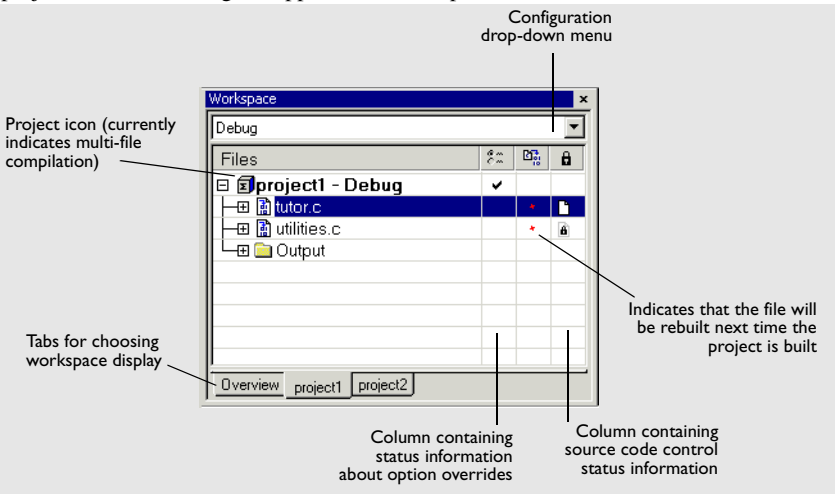 Configuration
drop-down menu
Workspace
Project icon (currently
indicates multi-file
compilation)
Debug
Files
project1 - Debug
tutor.c
utilities.c
Output
Indicates that the file will
be rebuilt next time the
project is built
Tabs for choosing
workspace display
Overview project1 project2
Column containing
status information
about option overrides
Column containing
source code control
status information